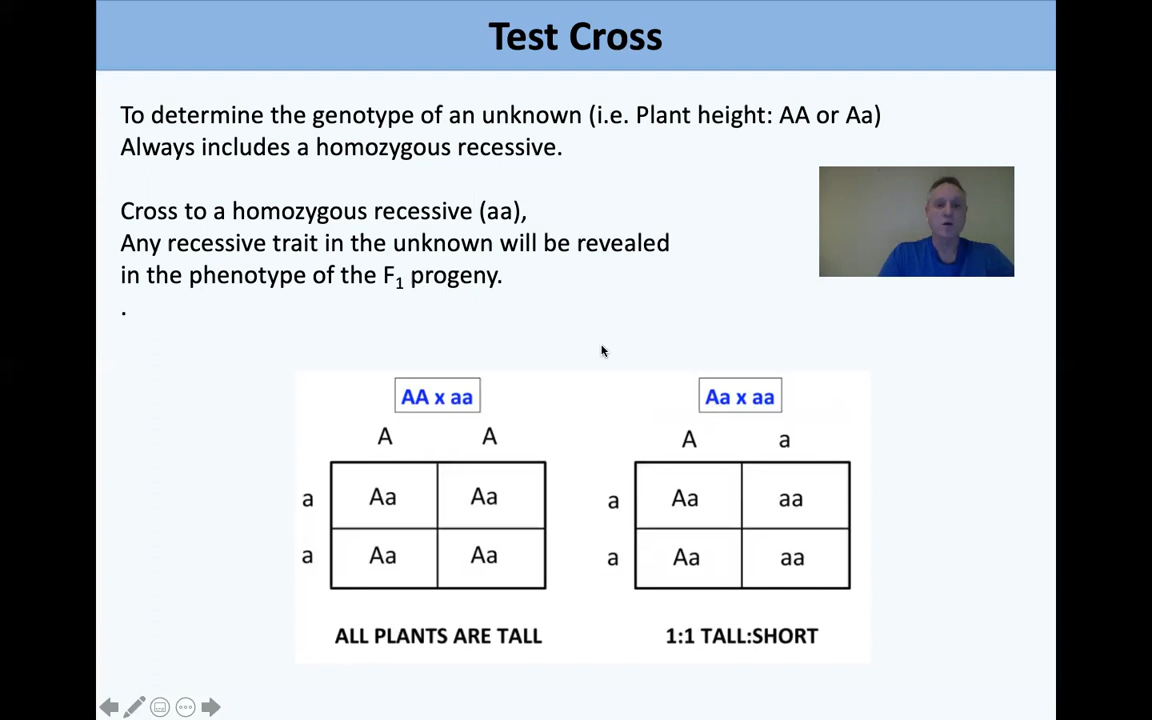 Test Cross
To determine the genotype of an unknown (i.e. Plant height: AA or Aa)
Always includes a homozygous recessive.
Cross to a homozygous recessive (aa),
Any recessive trait in the unknown will be revealed
in the phenotype of the F₁ progeny.
.
AA x aa
A A
a Aa Aa
a Aa Aa
ALL PLANTS ARE TALL
Aa x aa
A a
a Aa aa
a Aa aa
1:1 TALL:SHORT